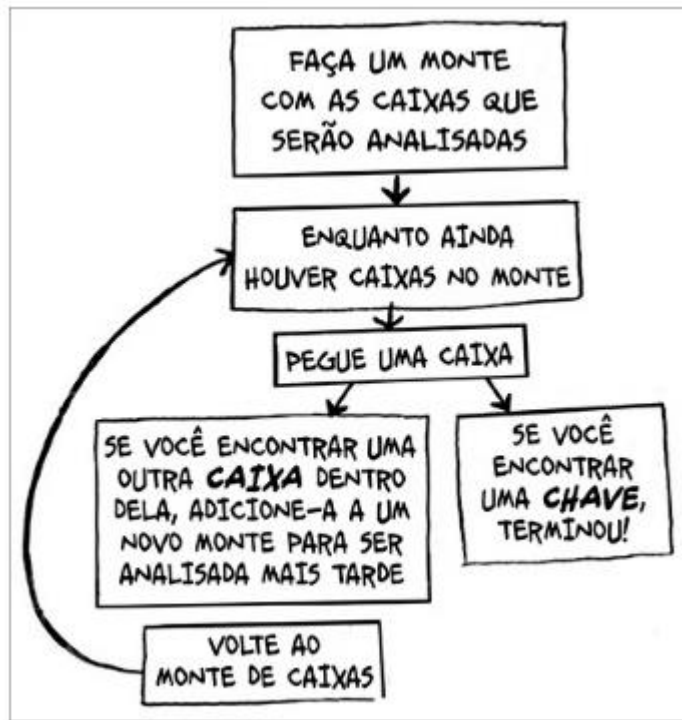 FAÇA UM MONTE
COM AS CAIXAS QUE
SERÃO ANALISADAS
ENQUANTO AINDA
HOUVER CAIXAS NO MONTE
PEGUE UMA CAIXA
SE VOCÊ ENCONTRAR UMA
OUTRA CAIXA DENTRO
DELA, ADICIONE-A A UM
NOVO MONTE PARA SER
ANALISADA MAIS TARDE
SE VOCÊ
ENCONTRAR
UMA CHAVE,
TERMINOU!
VOLTE AO
MONTE DE CAIXAS